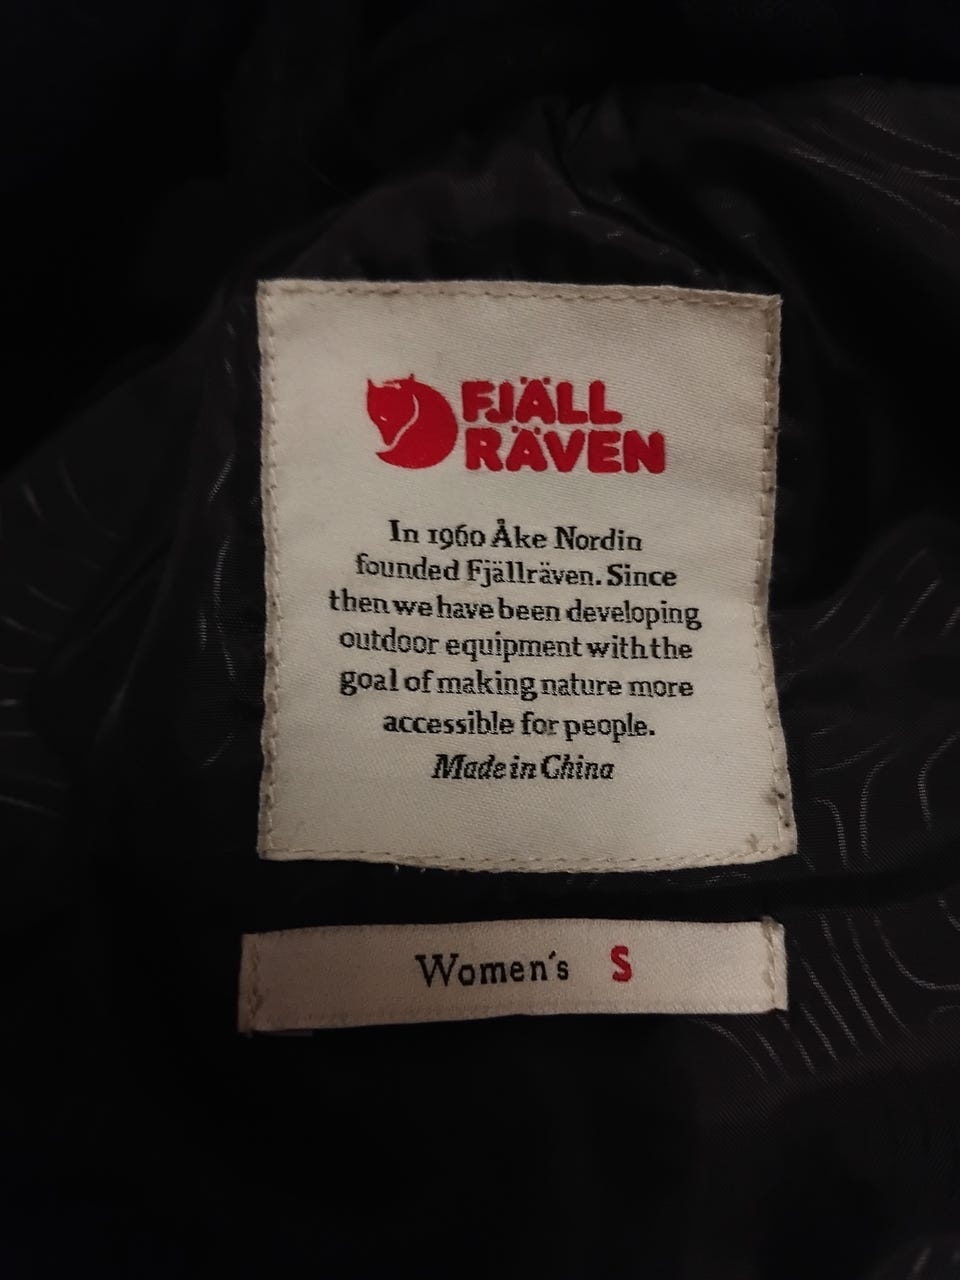 FJÄLL
RÄVEN
In 1960 Åke Nordin
founded Fjällräven. Since
then we have been developing
outdoor equipment with the
goal of making nature more
accessible for people.
Made in China
Women's S